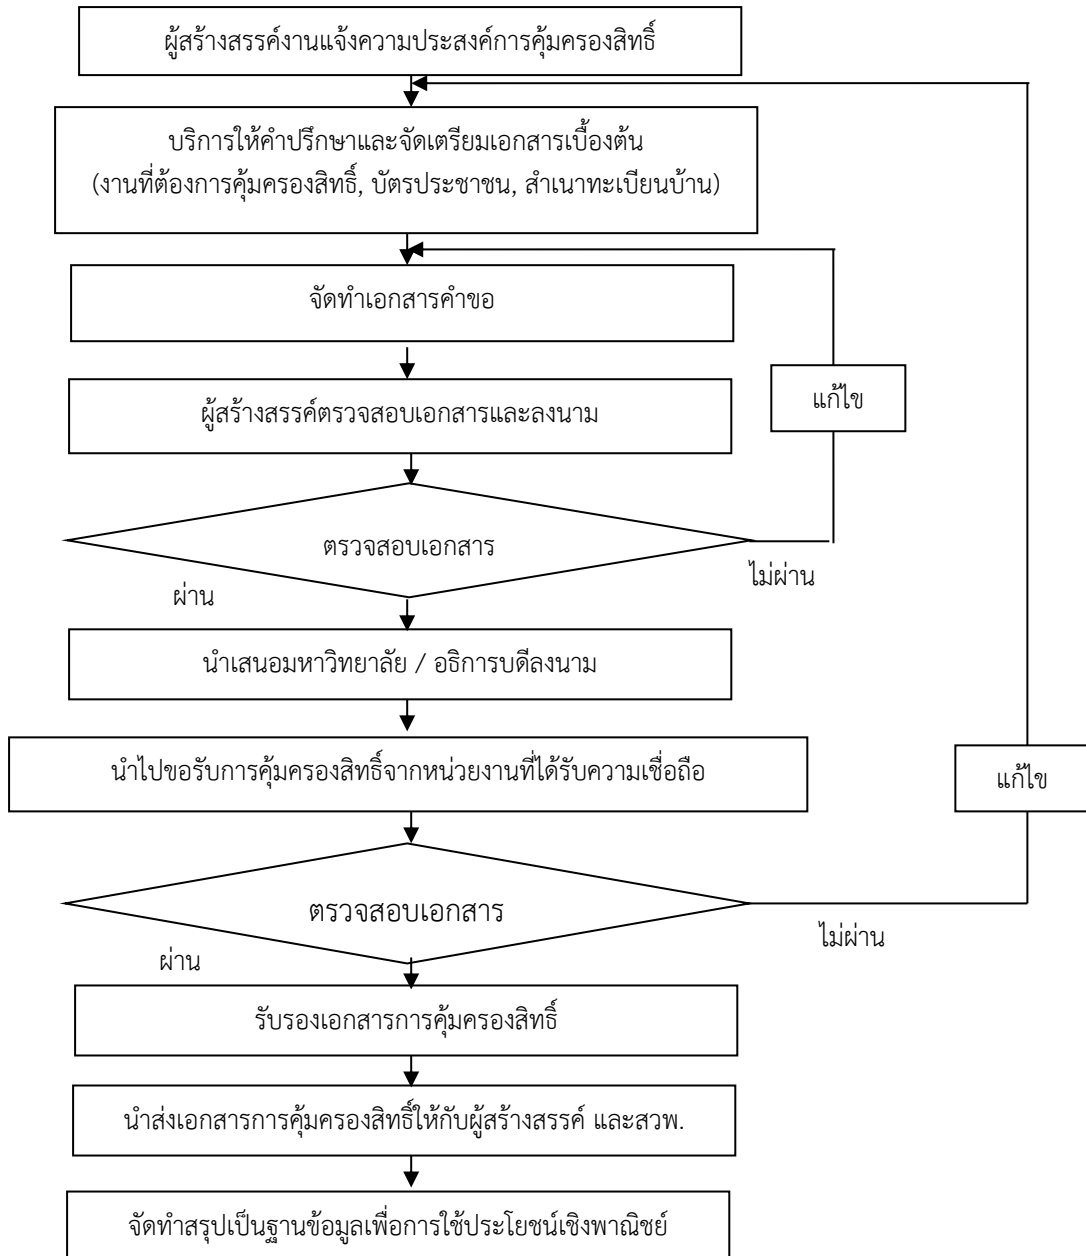 ผู้สร้างสรรค์งานแจ้งความประสงค์การคุ้มครองสิทธิ์
บริการให้คำปรึกษาและจัดเตรียมเอกสารเบื้องต้น
(งานที่ต้องการคุ้มครองสิทธิ์, บัตรประชาชน, สำเนาทะเบียนบ้าน)
จัดทำเอกสารคำขอ
แก้ไข
ผู้สร้างสรรค์ตรวจสอบเอกสารและลงนาม
ตรวจสอบเอกสาร
ไม่ผ่าน
ผ่าน
นำเสนอมหาวิทยาลัย / อธิการบดีลงนาม
นำไปขอรับการคุ้มครองสิทธิ์จากหน่วยงานที่ได้รับความเชื่อถือ
แก้ไข
ตรวจสอบเอกสาร
ไม่ผ่าน
ผ่าน
รับรองเอกสารการคุ้มครองสิทธิ์
นำส่งเอกสารการคุ้มครองสิทธิ์ให้กับผู้สร้างสรรค์ และสวพ.
จัดทำสรุปเป็นฐานข้อมูลเพื่อการใช้ประโยชน์เชิงพาณิชย์